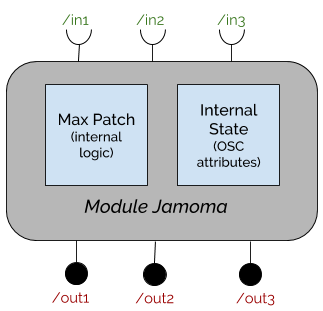 /in1 /in2 /in3
Max Patch
(internal
logic)
Internal
State
(OSC
attributes)
Module Jamoma
/out1 /out2 /out3